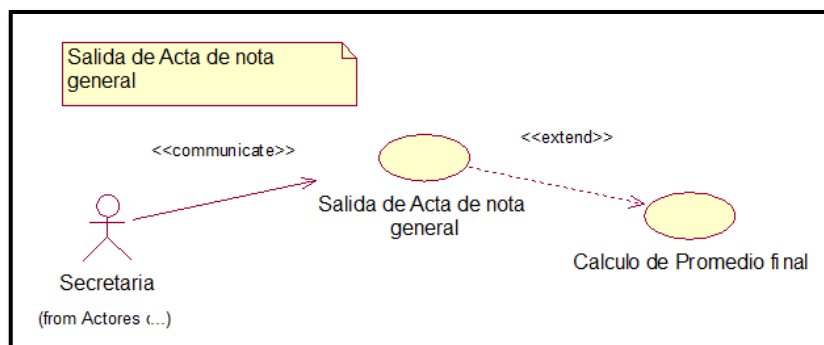 Salida de Acta de nota
general
<<communicate>>
<<extend>>
Salida de Acta de nota
general
Calculo de Promedio final
Secretaria
(from Actores (...)